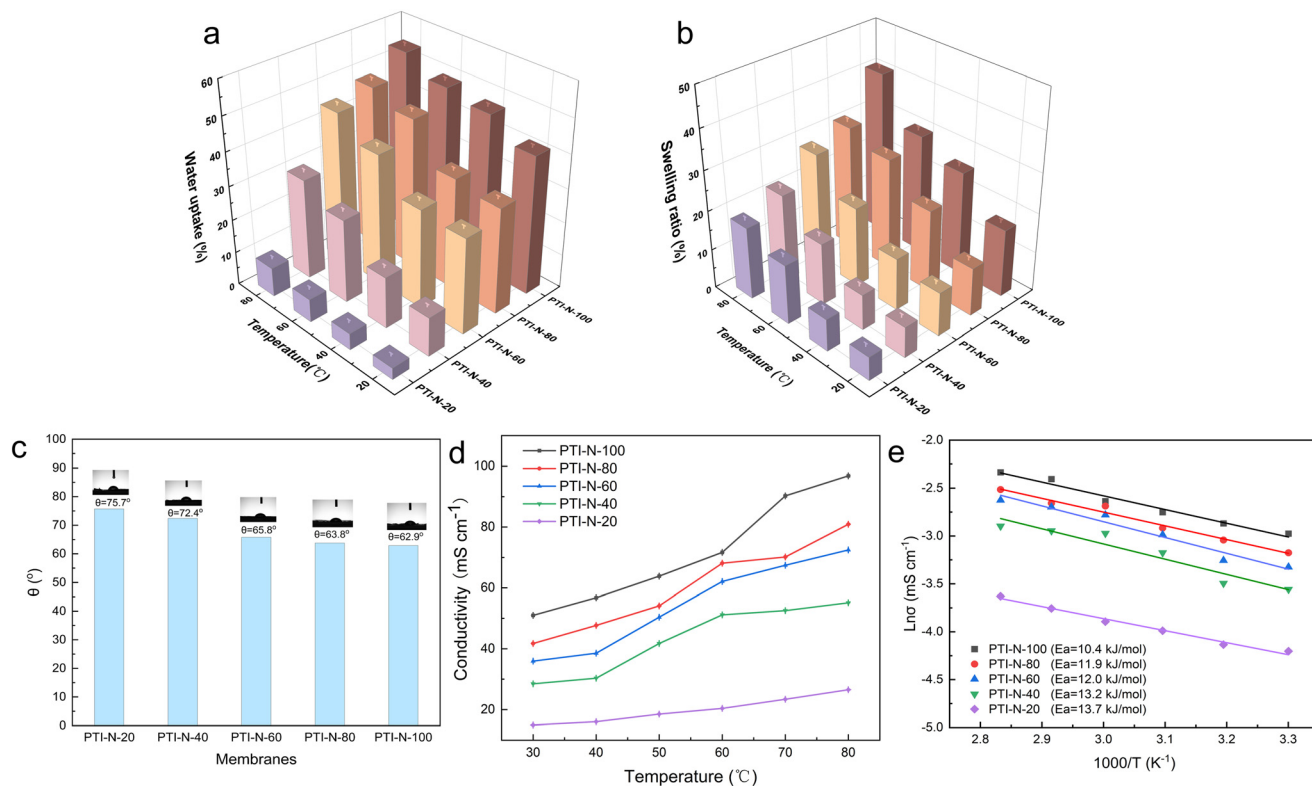 a
60
50
40
30
20
10
0
Water uptake (%)
80
60
40
20
Temperature(℃)
PTI-N-20
PTI-N-40
PTI-N-60
PTI-N-80
PTI-N-100
b
50
40
30
20
10
0
Swelling ratio (%)
80
60
40
20
Temperature (℃)
PTI-N-20
PTI-N-40
PTI-N-60
PTI-N-80
PTI-N-100
c
100
90
80
70
60
50
40
30
20
10
0
θ (º)
θ=75.7º
θ=72.4º
θ=65.8º
θ=63.8º
θ=62.9º
PTI-N-20 PTI-N-40 PTI-N-60 PTI-N-80 PTI-N-100
Membranes
d
PTI-N-100
PTI-N-80
PTI-N-60
PTI-N-40
PTI-N-20
100
80
60
40
20
Conductivity (mS cm⁻¹)
30 40 50 60 70 80
Temperature (℃)
e
-2.0
-2.5
-3.0
-3.5
-4.0
-4.5
-5.0
Lnσ (mS cm⁻¹)
PTI-N-100 (Ea=10.4 kJ/mol)
PTI-N-80 (Ea=11.9 kJ/mol)
PTI-N-60 (Ea=12.0 kJ/mol)
PTI-N-40 (Ea=13.2 kJ/mol)
PTI-N-20 (Ea=13.7 kJ/mol)
2.8 2.9 3.0 3.1 3.2 3.3
1000/T (K⁻¹)